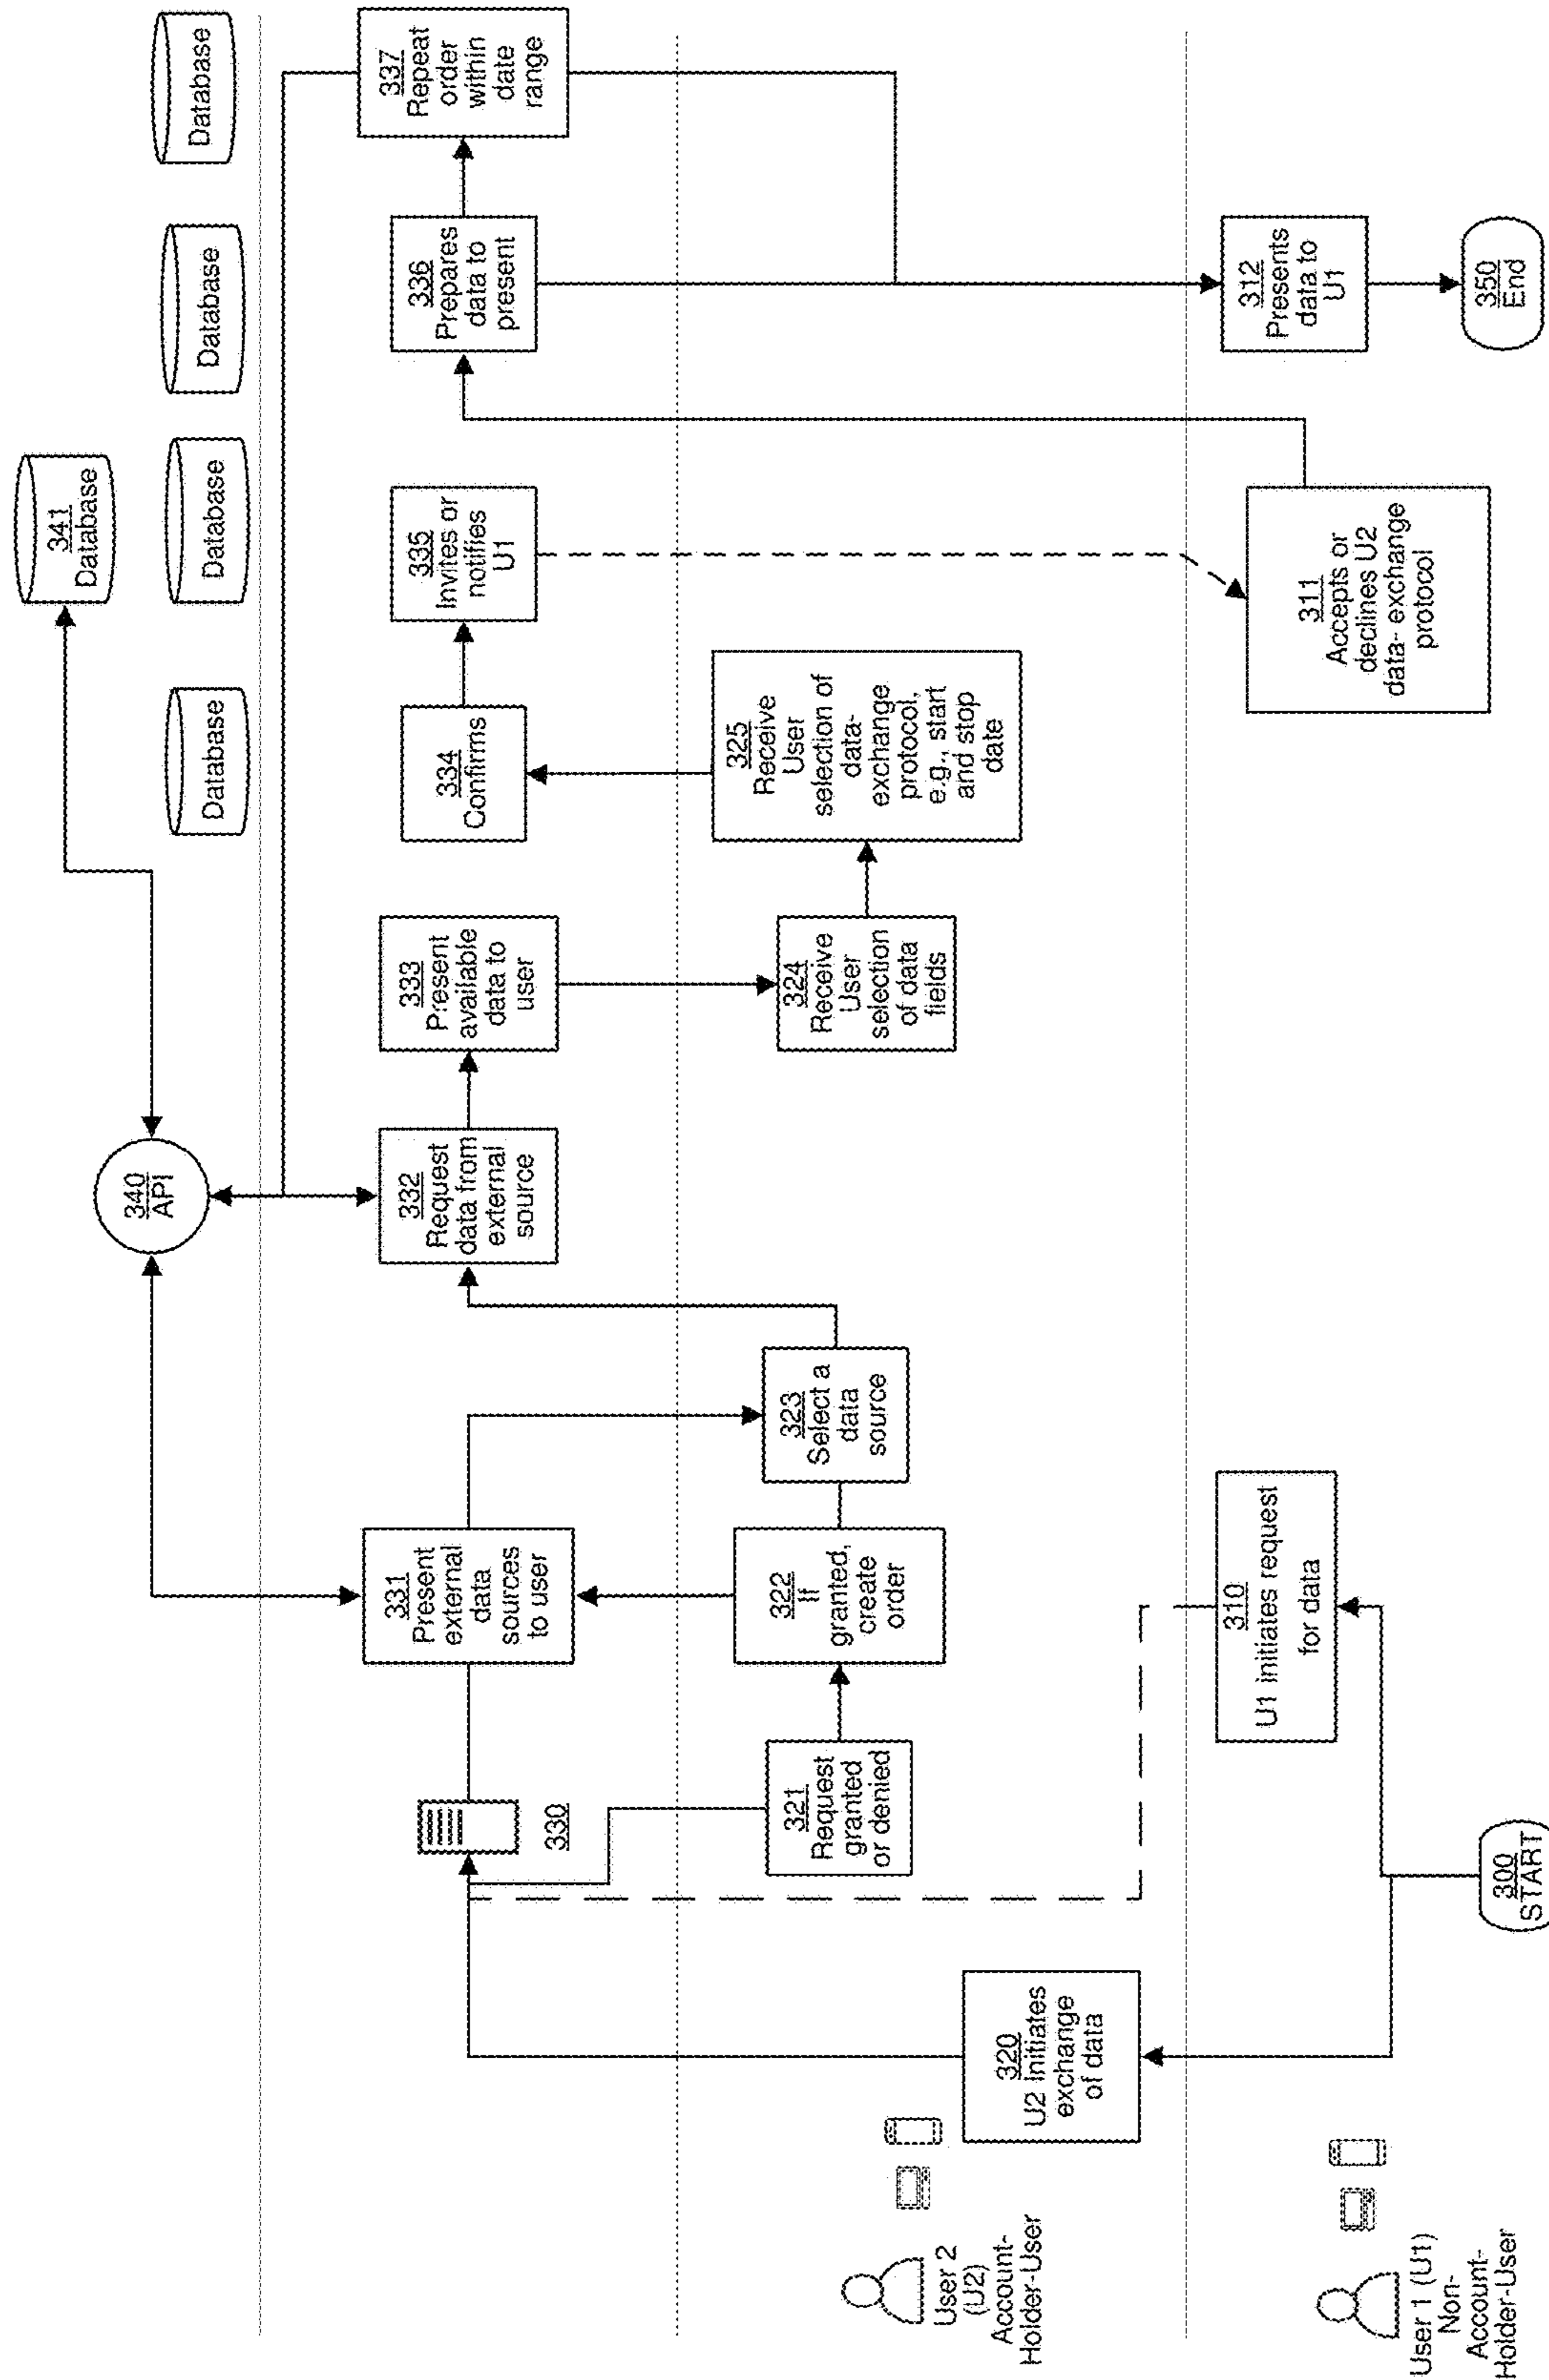 341
Database
Database
Database
Database
Database
340
API
330
331
Present
external
data
sources
to user
332
Request
data from
external
source
333
Present
available
data to
user
334
Confirms
335
Invites or
notifies
U1
336
Prepares
data to
present
337
Repeat
order
within
date
range
User 2
(U2)
Account-
Holder-User
320
U2 Initiates
exchange
of data
321
Request
granted
or denied
322
If
granted,
create
order
323
Select a
data
source
324
Receive
User
selection
of data
fields
325
Receive
User
selection of
data-
exchange
protocol,
e.g., start
and stop
date
User 1 (U1)
Non-
Account-
Holder-User
300
START
310
U1 initiates request
for data
311
Accepts or
declines U2
data- exchange
protocol
312
Presents
data to
U1
350
End